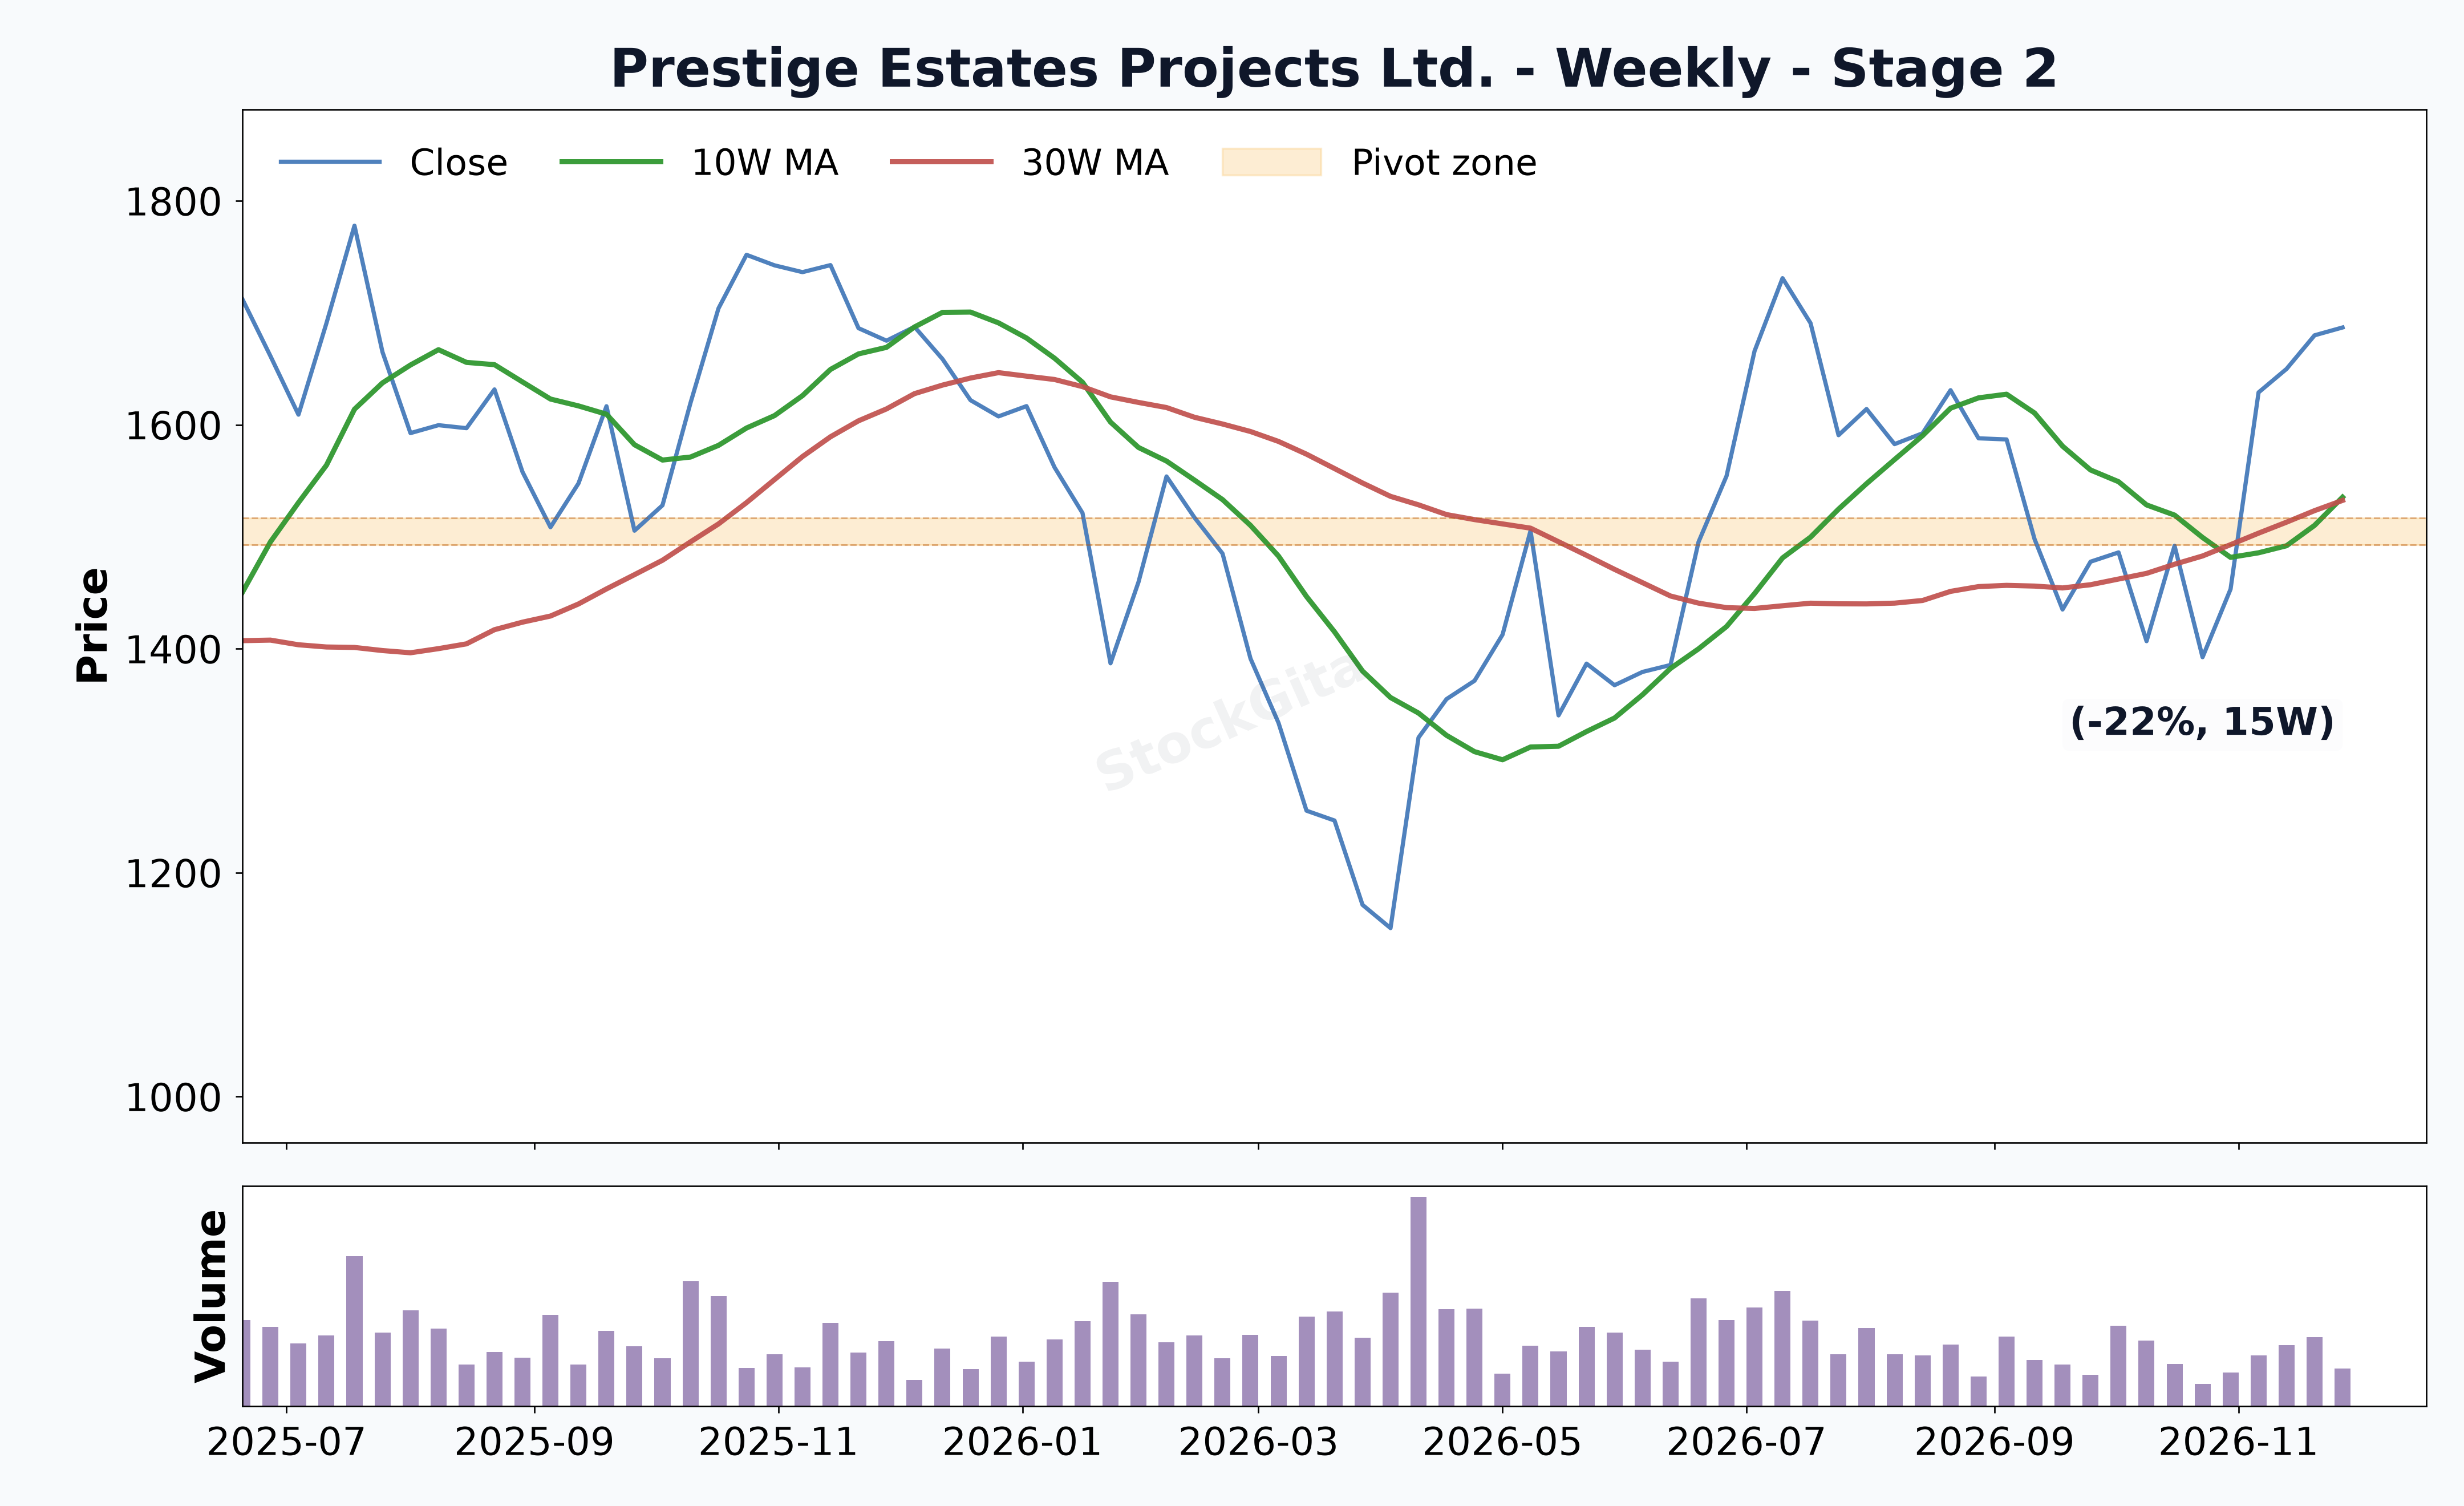 Prestige Estates Projects Ltd. - Weekly - Stage 2
Close 10W MA 30W MA Pivot zone
1800
1600
1400
1200
1000
Price
StockGita
(-22%, 15W)
Volume
2025-07 2025-09 2025-11 2026-01 2026-03 2026-05 2026-07 2026-09 2026-11